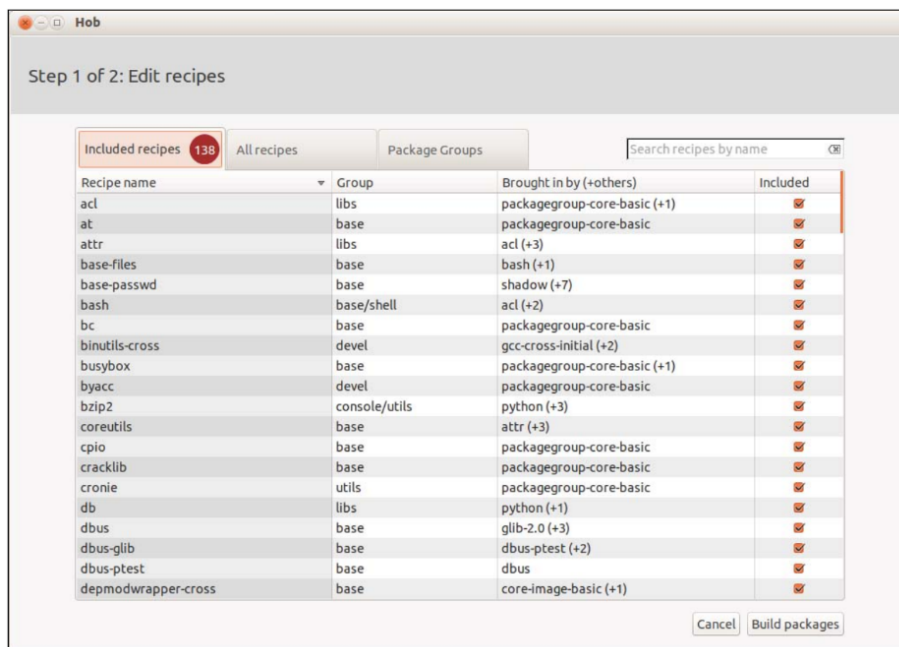 Hob
Step 1 of 2: Edit recipes
Included recipes 138 All recipes Package Groups Search recipes by name
Recipe name Group Brought in by (+others) Included
acl libs packagegroup-core-basic (+1)
at base packagegroup-core-basic
attr libs acl (+3)
base-files base bash (+1)
base-passwd base shadow (+7)
bash base/shell acl (+2)
bc base packagegroup-core-basic
binutils-cross devel gcc-cross-initial (+2)
busybox base packagegroup-core-basic (+1)
byacc devel packagegroup-core-basic
bzip2 console/utils python (+3)
coreutils base attr (+3)
cpio base packagegroup-core-basic
cracklib base packagegroup-core-basic
cronie utils packagegroup-core-basic
db libs python (+1)
dbus base glib-2.0 (+3)
dbus-glib base dbus-ptest (+2)
dbus-ptest base dbus
depmodwrapper-cross base core-image-basic (+1)
Cancel Build packages